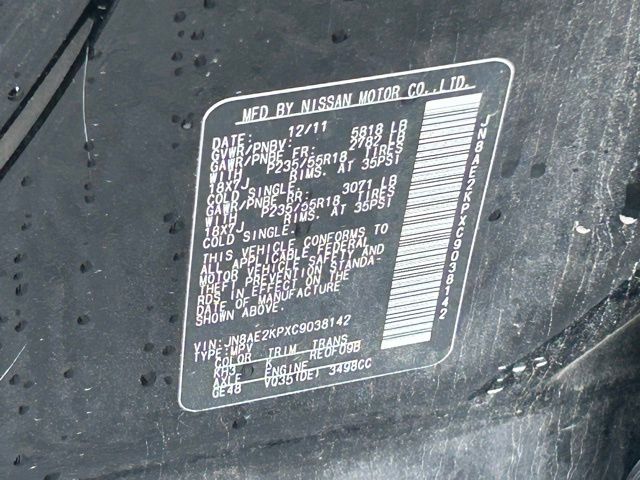 MFD BY NISSAN MOTOR CO.,LTD.
DATE: 12/11
GVWR/PNBV: 5818 LB
GAWR/PNBE FR: 2782 LB
WITH P235/55R18 TIRES
18X7J RIMS. AT 35PSI
COLD SINGLE.
GAWR/PNBE RR: 3071 LB
WITH P235/55R18 TIRES
18X7J RIMS. AT 35PSI
COLD SINGLE.
THIS VEHICLE CONFORMS TO
ALL APPLICABLE FEDERAL
MOTOR VEHICLE SAFETY AND
THEFT PREVENTION STANDA-
RDS IN EFFECT ON THE
DATE OF MANUFACTURE
SHOWN ABOVE.
VIN: JN8AE2KPXC9038142
TYPE: MPV
COLOR TRIM TRANS
KH3 RE0F09B
AXLE ENGINE
GE48 VQ35(DE) 3498CC
JN8AE2KPXC9038142